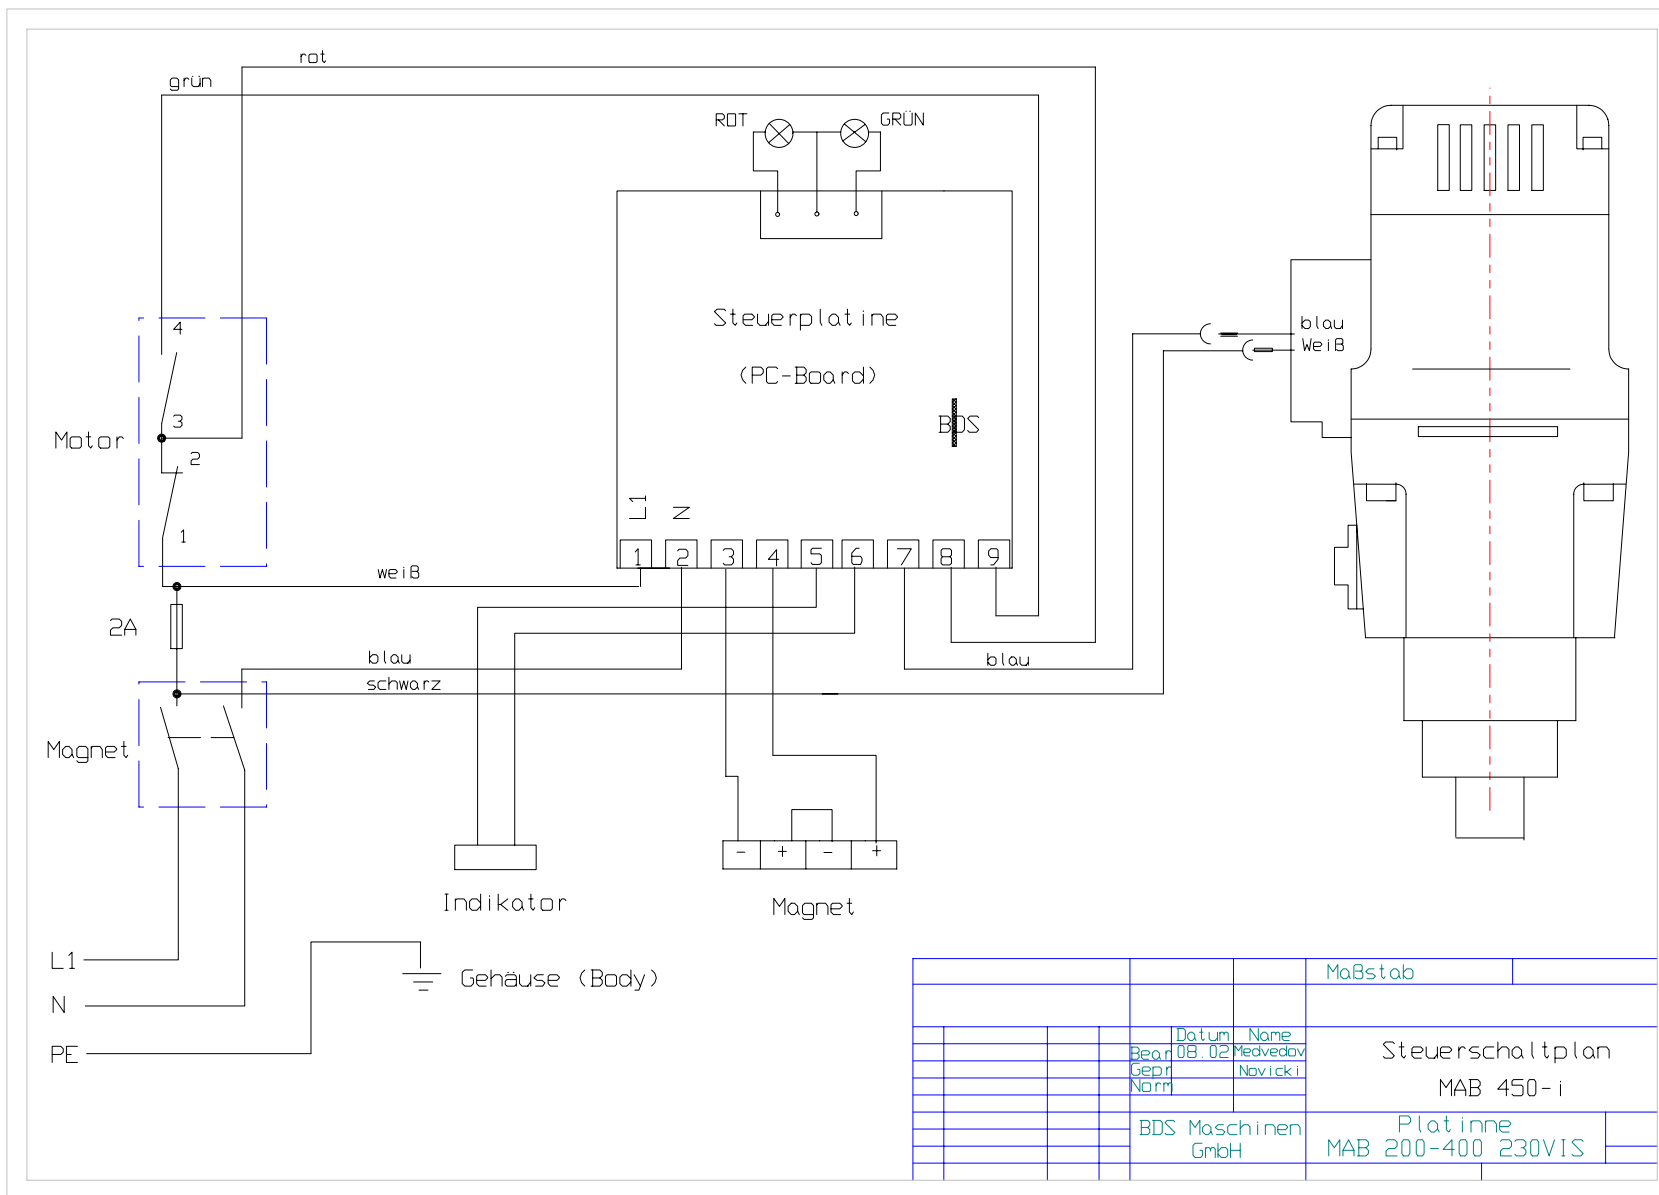 rot
grün
ROT
GRÜN
4
3
Motor
2
1
Steuerplatine
(PC-Board)
BDS
L1
N
1
2
3
4
5
6
7
8
9
blau
Weiß
weiß
2A
blau
schwarz
blau
Magnet
Indikator
- + - +
Magnet
L1
N
PE
Gehäuse (Body)
Maßstab
Datum Name
Bear 08.02 Medvedov
Gepr Novicki
Norm
Steuerschaltplan
MAB 450-i
BDS Maschinen
GmbH
Platinne
MAB 200-400 230VIS